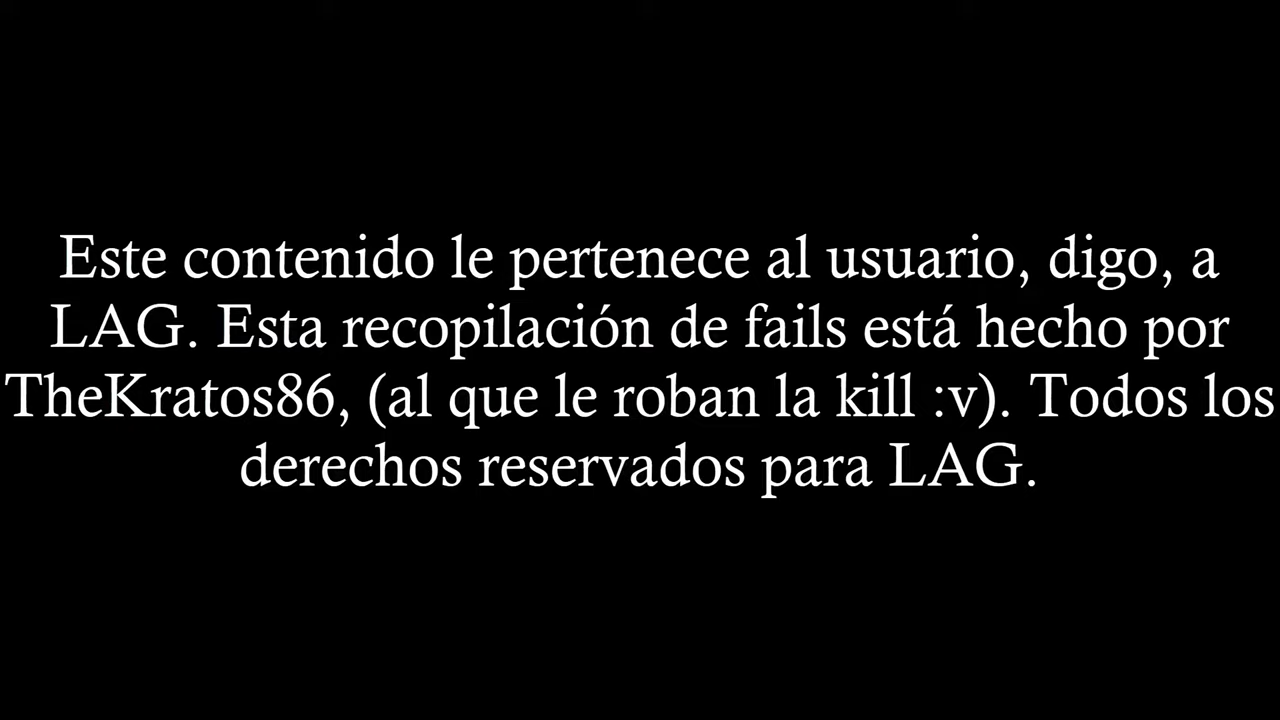 Este contenido le pertenece al usuario, digo, a
LAG. Esta recopilación de fails está hecho por
TheKratos86, (al que le roban la kill :v). Todos los
derechos reservados para LAG.